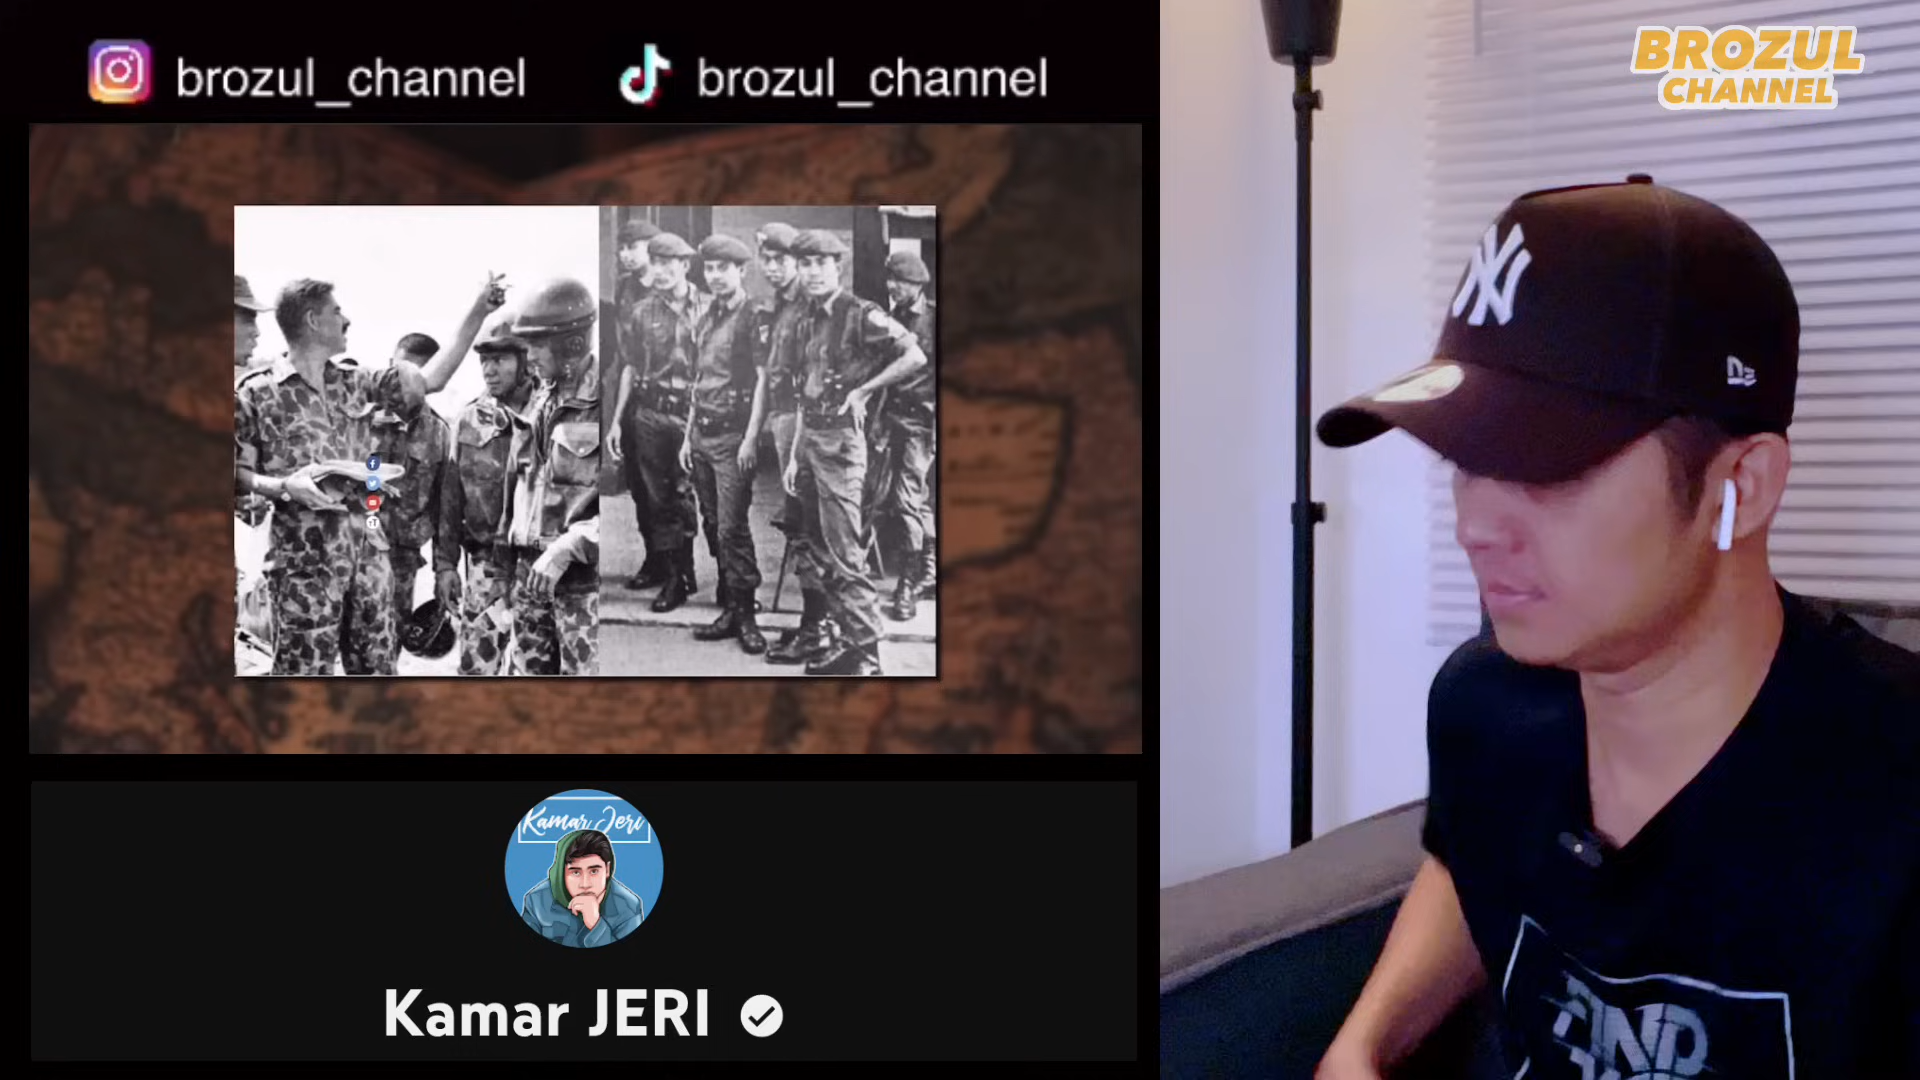 brozul_channel
brozul_channel
BROZUL
CHANNEL
NY
Kamar Jeri
Kamar JERI